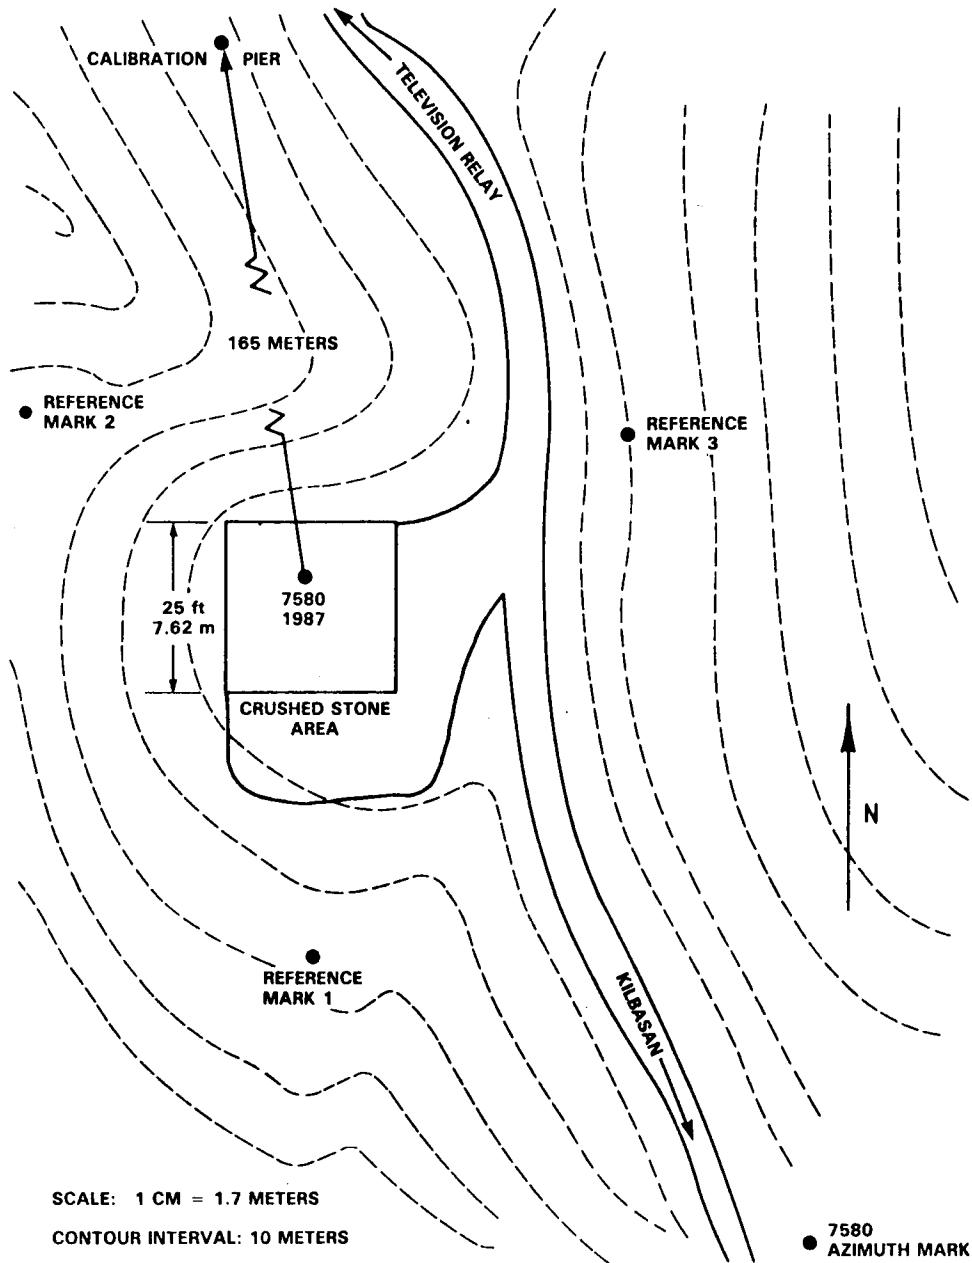 CALIBRATION PIER
TELEVISION RELAY
165 METERS
REFERENCE
MARK 2
REFERENCE
MARK 3
25 ft
7.62 m
7580
1987
CRUSHED STONE
AREA
N
REFERENCE
MARK 1
KILBASAN
SCALE: 1 CM = 1.7 METERS
CONTOUR INTERVAL: 10 METERS
7580
AZIMUTH MARK